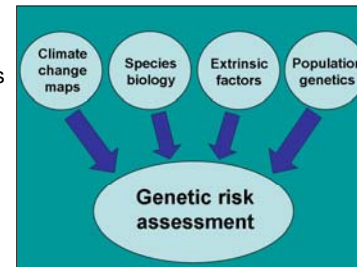 s
Climate
change
maps
Species
biology
Extrinsic
factors
Population
genetics
Genetic risk
assessment